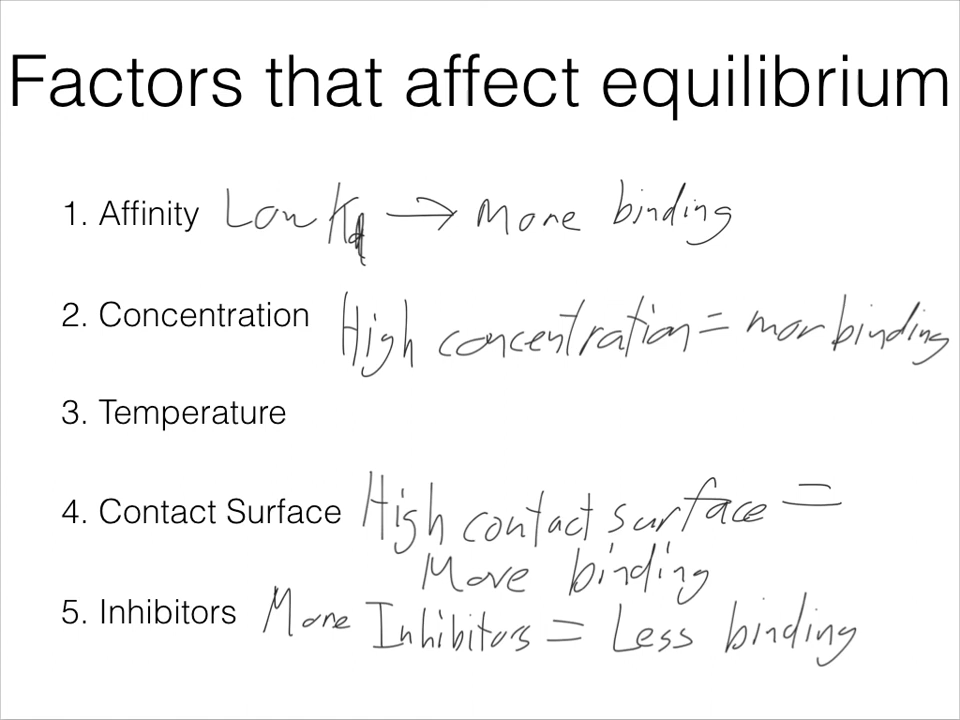 Factors that affect equilibrium
1. Affinity Low Kd → More binding
2. Concentration High concentration = mor binding
3. Temperature
4. Contact Surface High contact surface =
More binding
5. Inhibitors More Inhibitors = Less binding